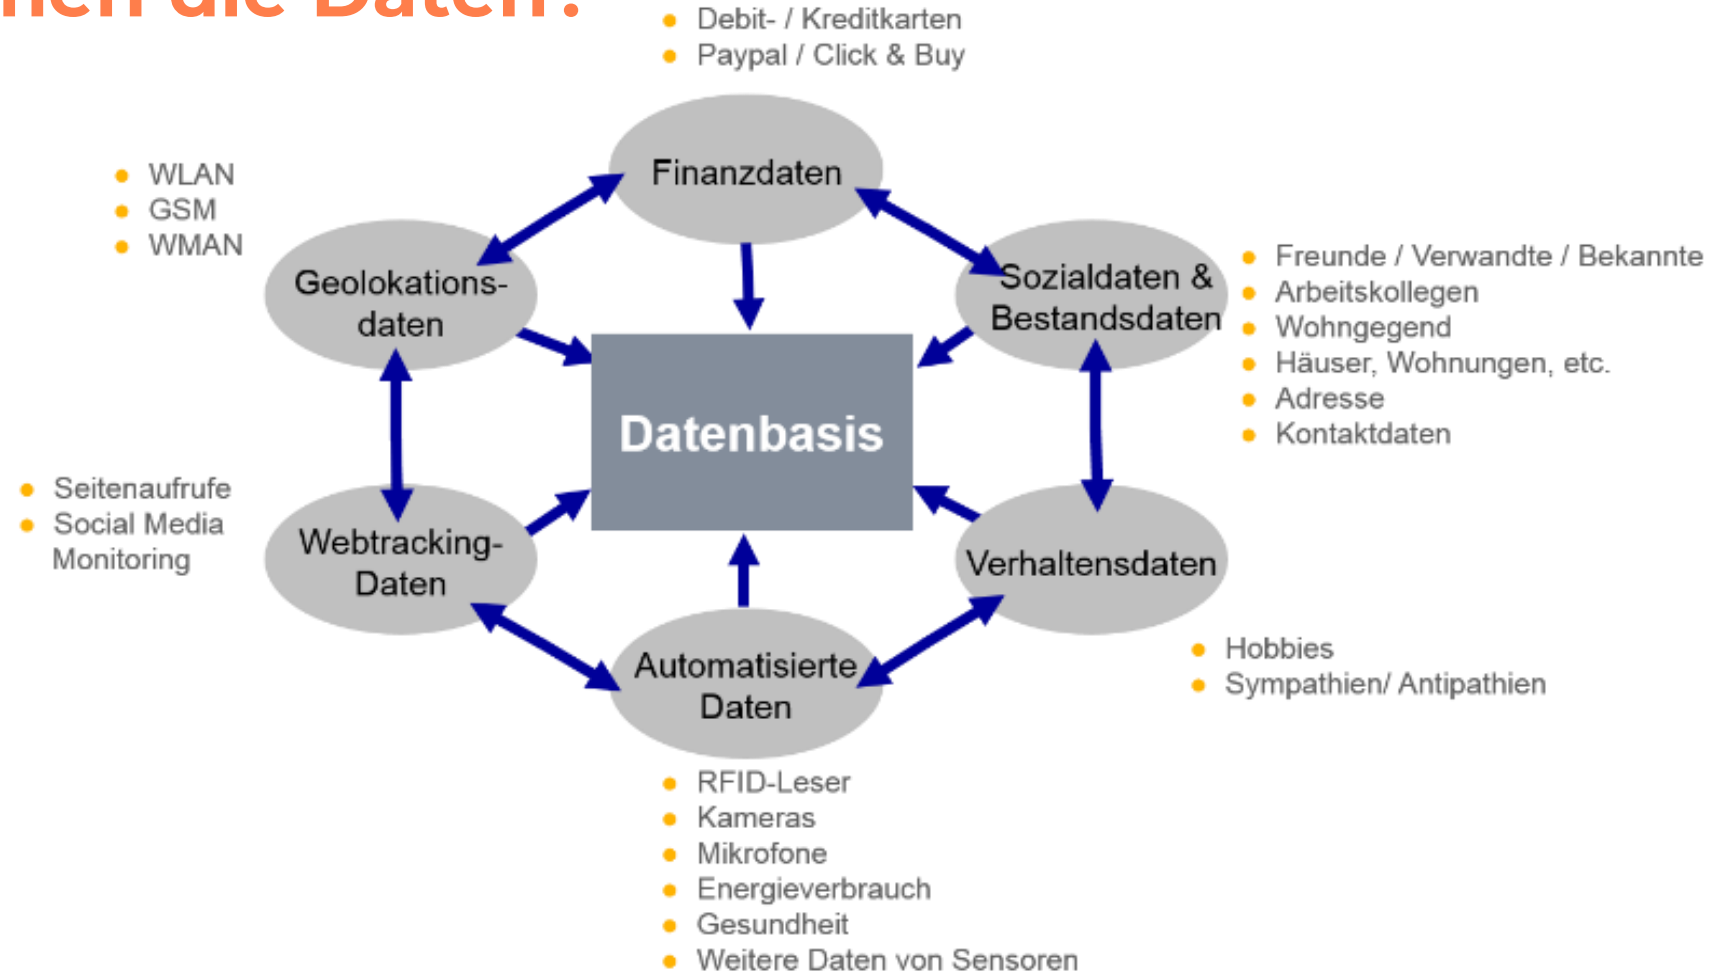 die Daten?
Debit- / Kreditkarten
Paypal / Click & Buy
Finanzdaten
WLAN
GSM
WMAN
Geolokations-
daten
Sozialdaten &
Bestandsdaten
Freunde / Verwandte / Bekannte
Arbeitskollegen
Wohngegend
Häuser, Wohnungen, etc.
Adresse
Kontaktdaten
Datenbasis
Seitenaufrufe
Social Media
Monitoring
Webtracking-
Daten
Verhaltensdaten
Hobbies
Sympathien/ Antipathien
Automatisierte
Daten
RFID-Leser
Kameras
Mikrofone
Energieverbrauch
Gesundheit
Weitere Daten von Sensoren